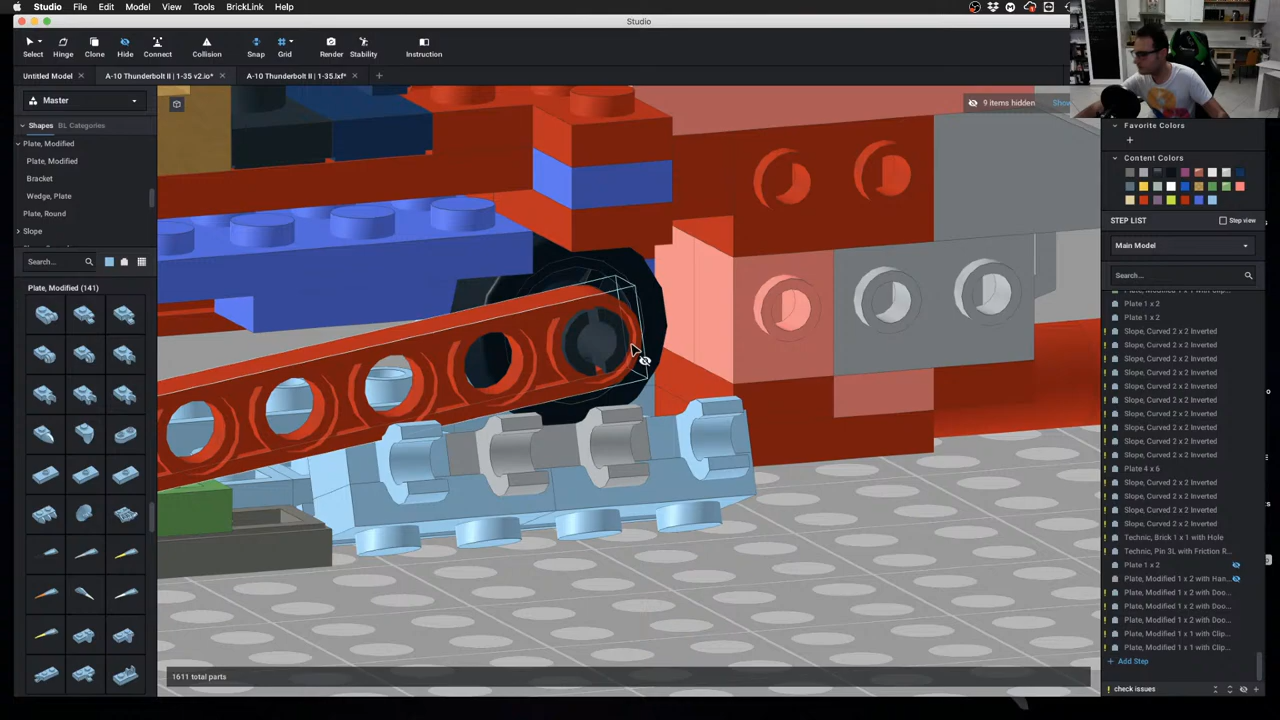 Studio File Edit Model View Tools BrickLink Help
Studio
Select Hinge Clone Hide Connect Collision Snap Grid Render Stability Instruction
Untitled Model A-10 Thunderbolt II | 1-35 v2.io* A-10 Thunderbolt II | 1-35.lxf*
Master
Shapes BL Categories
Plate, Modified
Plate, Modified
Bracket
Wedge, Plate
Plate, Round
Slope
Search...
Plate, Modified (141)
9 items hidden
1611 total parts
Favorite Colors
Content Colors
STEP LIST Step view
Main Model
Search...
Plate, Modified 1 x 1 with Clip...
Plate 1 x 2
Plate 1 x 2
Slope, Curved 2 x 2 Inverted
Slope, Curved 2 x 2 Inverted
Slope, Curved 2 x 2 Inverted
Slope, Curved 2 x 2 Inverted
Slope, Curved 2 x 2 Inverted
Slope, Curved 2 x 2 Inverted
Slope, Curved 2 x 2 Inverted
Slope, Curved 2 x 2 Inverted
Slope, Curved 2 x 2 Inverted
Slope, Curved 2 x 2 Inverted
Plate 4 x 6
Slope, Curved 2 x 2 Inverted
Slope, Curved 2 x 2 Inverted
Slope, Curved 2 x 2 Inverted
Slope, Curved 2 x 2 Inverted
Technic, Brick 1 x 1 with Hole
Technic, Pin 3L with Friction R...
Plate 1 x 2
Plate, Modified 1 x 2 with Han...
Plate, Modified 1 x 2 with Doo...
Plate, Modified 1 x 2 with Doo...
Plate, Modified 1 x 2 with Doo...
Plate, Modified 1 x 1 with Clip...
Plate, Modified 1 x 1 with Clip...
+ Add Step
check issues